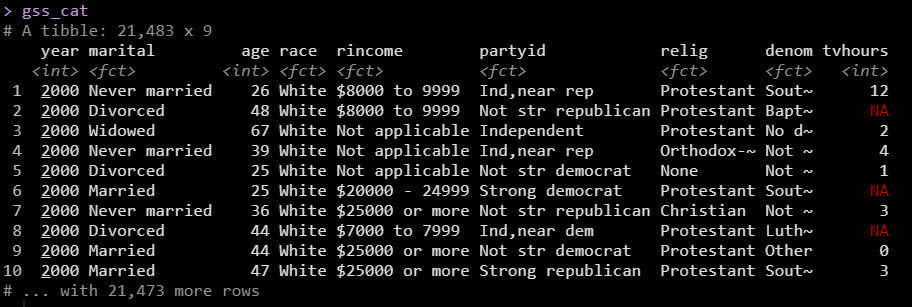 > gss_cat
# A tibble: 21,483 x 9
year marital age race rincome partyid relig denom tvhours
<int> <fct> <int> <fct> <fct> <fct> <fct> <fct> <int>
1 2000 Never married 26 White $8000 to 9999 Ind,near rep Protestant Sout~ 12
2 2000 Divorced 48 White $8000 to 9999 Not str republican Protestant Bapt~ NA
3 2000 Widowed 67 White Not applicable Independent Protestant No d~ 2
4 2000 Never married 39 White Not applicable Ind,near rep Orthodox-~ Not ~ 4
5 2000 Divorced 25 White Not applicable Not str democrat None Not ~ 1
6 2000 Married 25 White $20000 - 24999 Strong democrat Protestant Sout~ NA
7 2000 Never married 36 White $25000 or more Not str republican Christian Not ~ 3
8 2000 Divorced 44 White $7000 to 7999 Ind,near dem Protestant Luth~ NA
9 2000 Married 44 White $25000 or more Not str democrat Protestant Other 0
10 2000 Married 47 White $25000 or more Strong republican Protestant Sout~ 3
# ... with 21,473 more rows